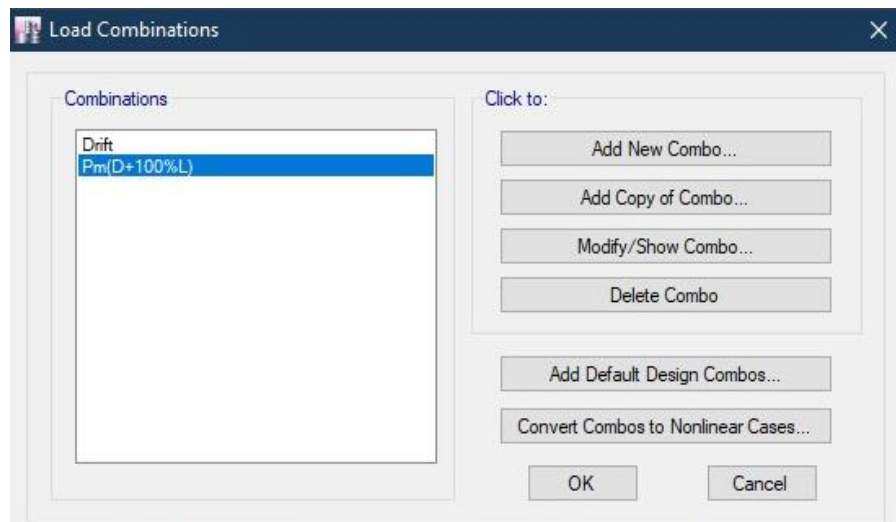 Load Combinations
Combinations
Drift
Pm(D+100%L)
Click to:
Add New Combo...
Add Copy of Combo...
Modify/Show Combo...
Delete Combo
Add Default Design Combos...
Convert Combos to Nonlinear Cases...
OK
Cancel